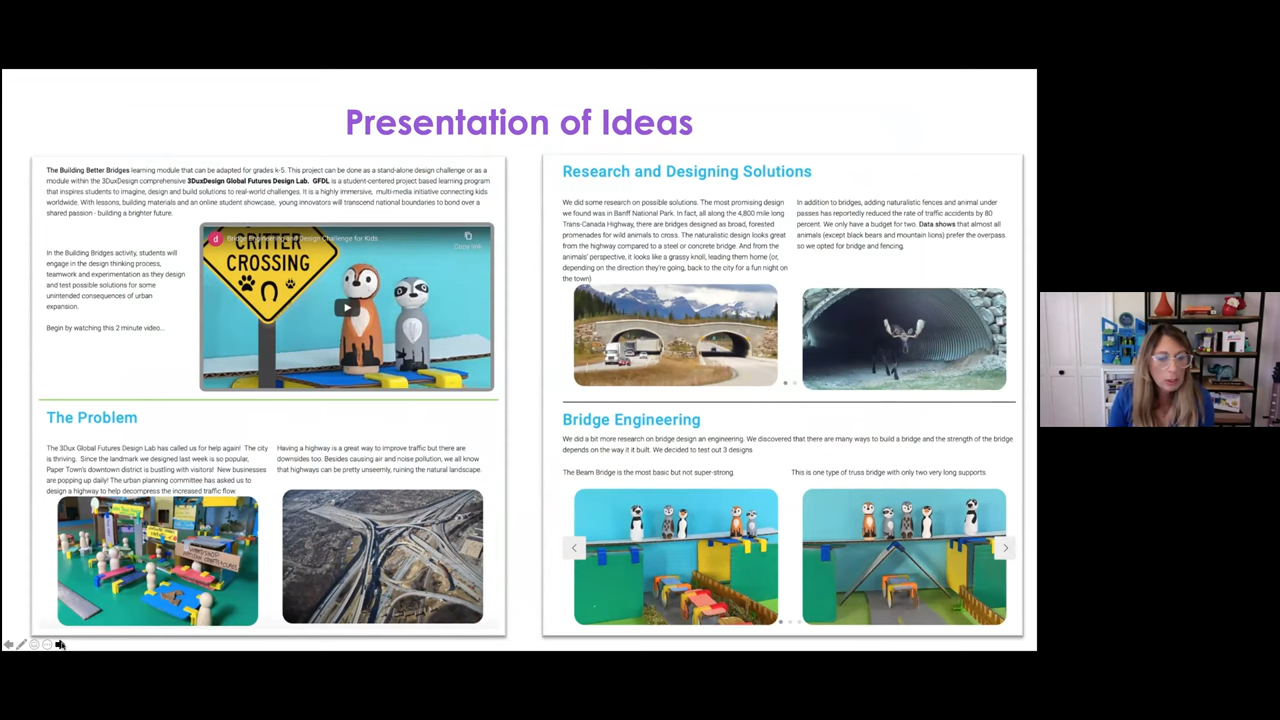 Presentation of Ideas
The Building Better Bridges learning module that can be adapted for grades k-5. This project can be done as a stand-alone design challenge or as a
module within the 3DuxDesign comprehensive 3DuxDesign Global Futures Design Lab. GFDL is a student-centered project based learning program
that inspires students to imagine, design and build solutions to real-world challenges. It is a highly immersive, multi-media initiative connecting kids
worldwide. With lessons, building materials and an online student showcase, young innovators will transcend national boundaries to bond over a
shared passion - building a brighter future.
In the Building Bridges activity, students will
engage in the design thinking process,
teamwork and experimentation as they design
and test possible solutions for some
unintended consequences of urban
expansion.
Begin by watching this 2 minute video...
d
Bridge Engineering and Design Challenge for Kids
Copy link
CRITTER
CROSSING
The Problem
The 3Dux Global Futures Design Lab has called us for help again! The city
is thriving. Since the landmark we designed last week is so popular,
Paper Town's downtown district is bustling with visitors! New businesses
are popping up daily! The urban planning committee has asked us to
design a highway to help decompress the increased traffic flow.
Having a highway is a great way to improve traffic but there are
downsides too. Besides causing air and noise pollution, we all know
that highways can be pretty unseemly, ruining the natural landscape.
Research and Designing Solutions
We did some research on possible solutions. The most promising design
we found was in Banff National Park. In fact, all along the 4,800 mile long
Trans-Canada Highway, there are bridges designed as broad, forested
promenades for wild animals to cross. The naturalistic design looks great
from the highway compared to a steel or concrete bridge. And from the
animals' perspective, it looks like a grassy knoll, leading them home (or,
depending on the direction they're going, back to the city for a fun night on
the town)
In addition to bridges, adding naturalistic fences and animal under
passes has reportedly reduced the rate of traffic accidents by 80
percent. We only have a budget for two. Data shows that almost all
animals (except black bears and mountain lions) prefer the overpass
so we opted for bridge and fencing.
Bridge Engineering
We did a bit more research on bridge design an engineering. We discovered that there are many ways to build a bridge and the strength of the bridge
depends on the way it it built. We decided to test out 3 designs
The Beam Bridge is the most basic but not super-strong.
This is one type of truss bridge with only two very long supports.